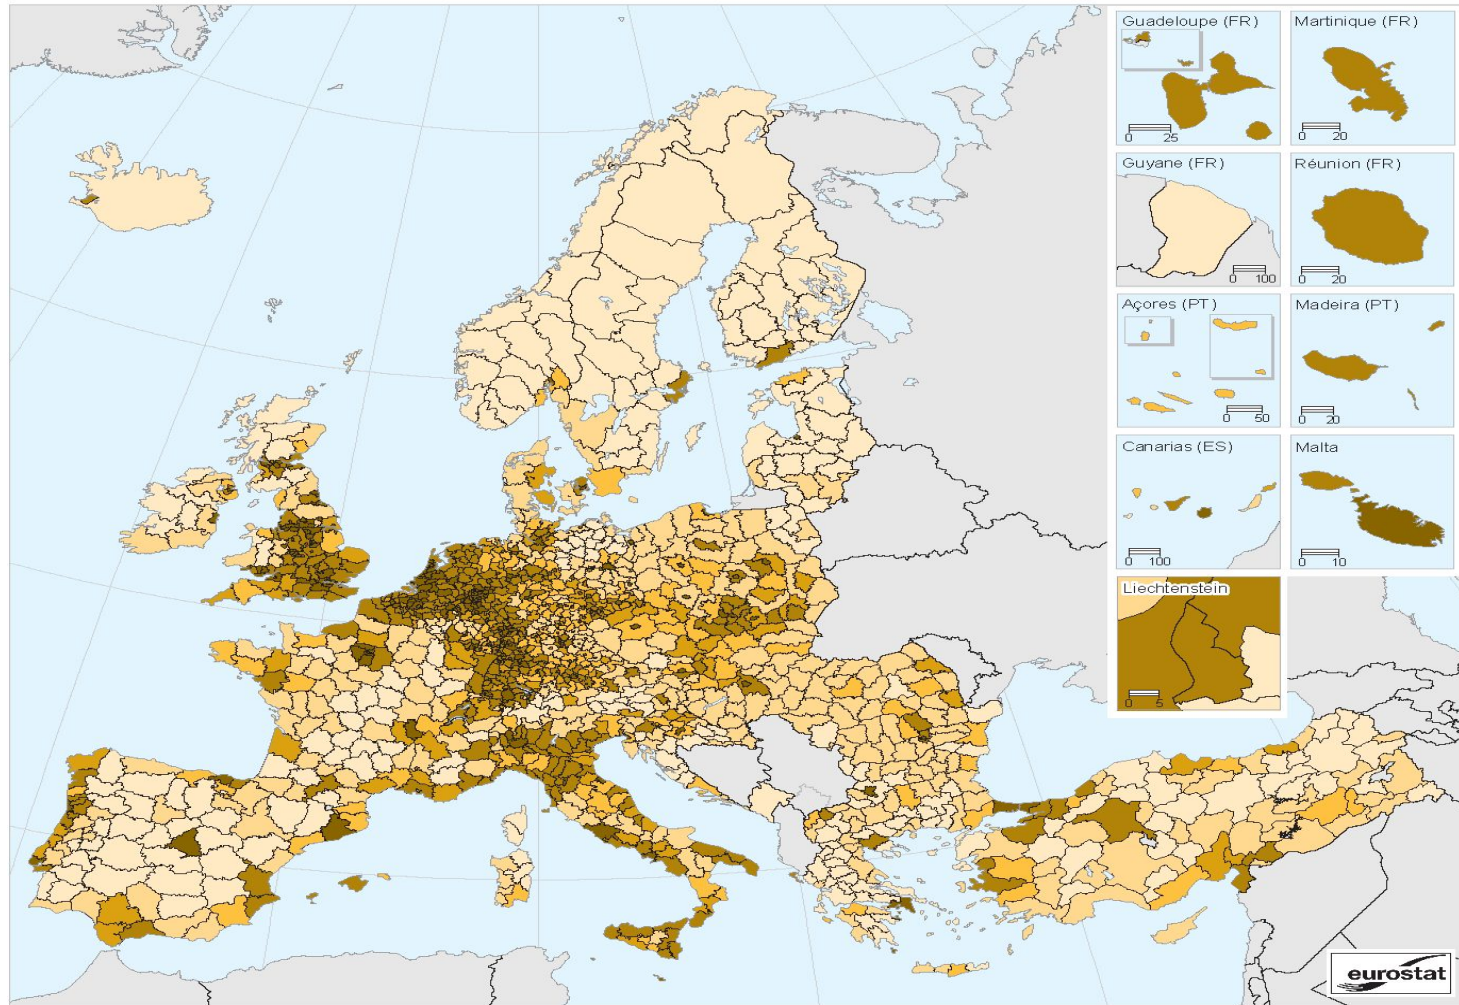 Guadeloupe (FR)
0 25
Martinique (FR)
0 20
Guyane (FR)
0 100
Réunion (FR)
0 20
Açores (PT)
0 50
Madeira (PT)
0 20
Canarias (ES)
0 100
Malta
0 10
Liechtenstein
0 5
eurostat